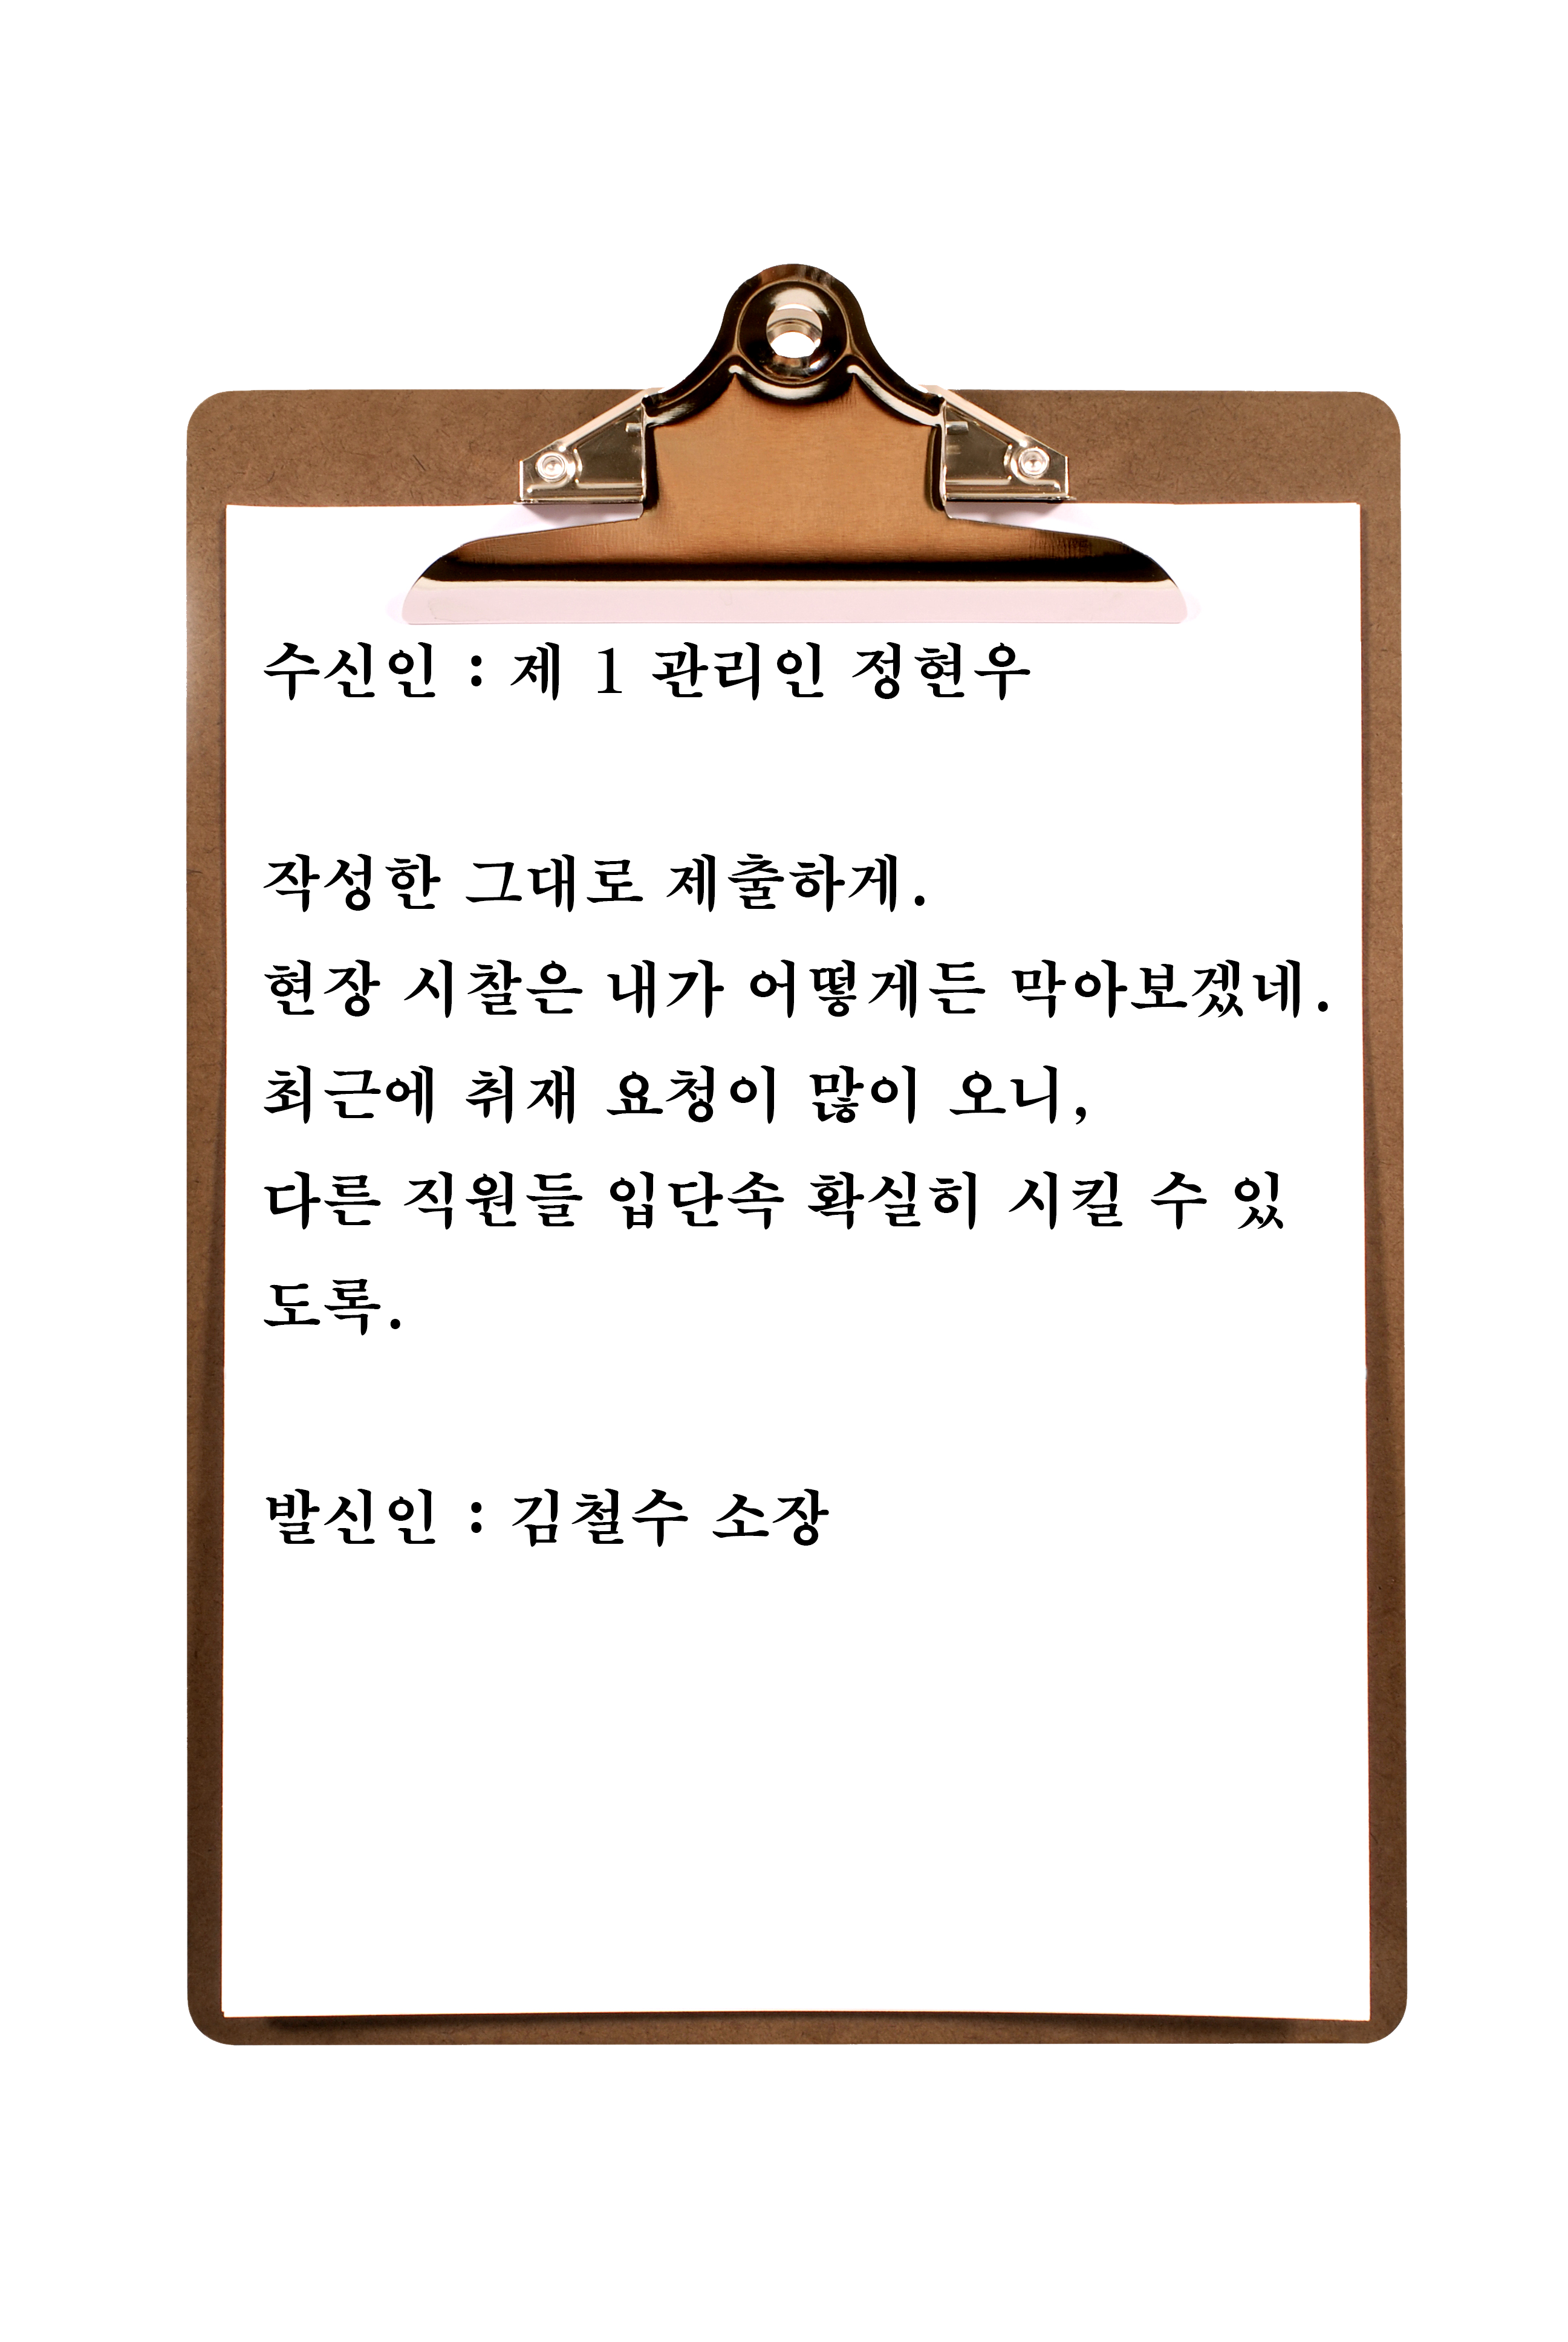 수신인 : 제 1 관리인 정현우
작성한 그대로 제출하게.
현장 시찰은 내가 어떻게든 막아보겠네.
최근에 취재 요청이 많이 오니,
다른 직원들 입단속 확실히 시킬 수 있
도록.
발신인 : 김철수 소장